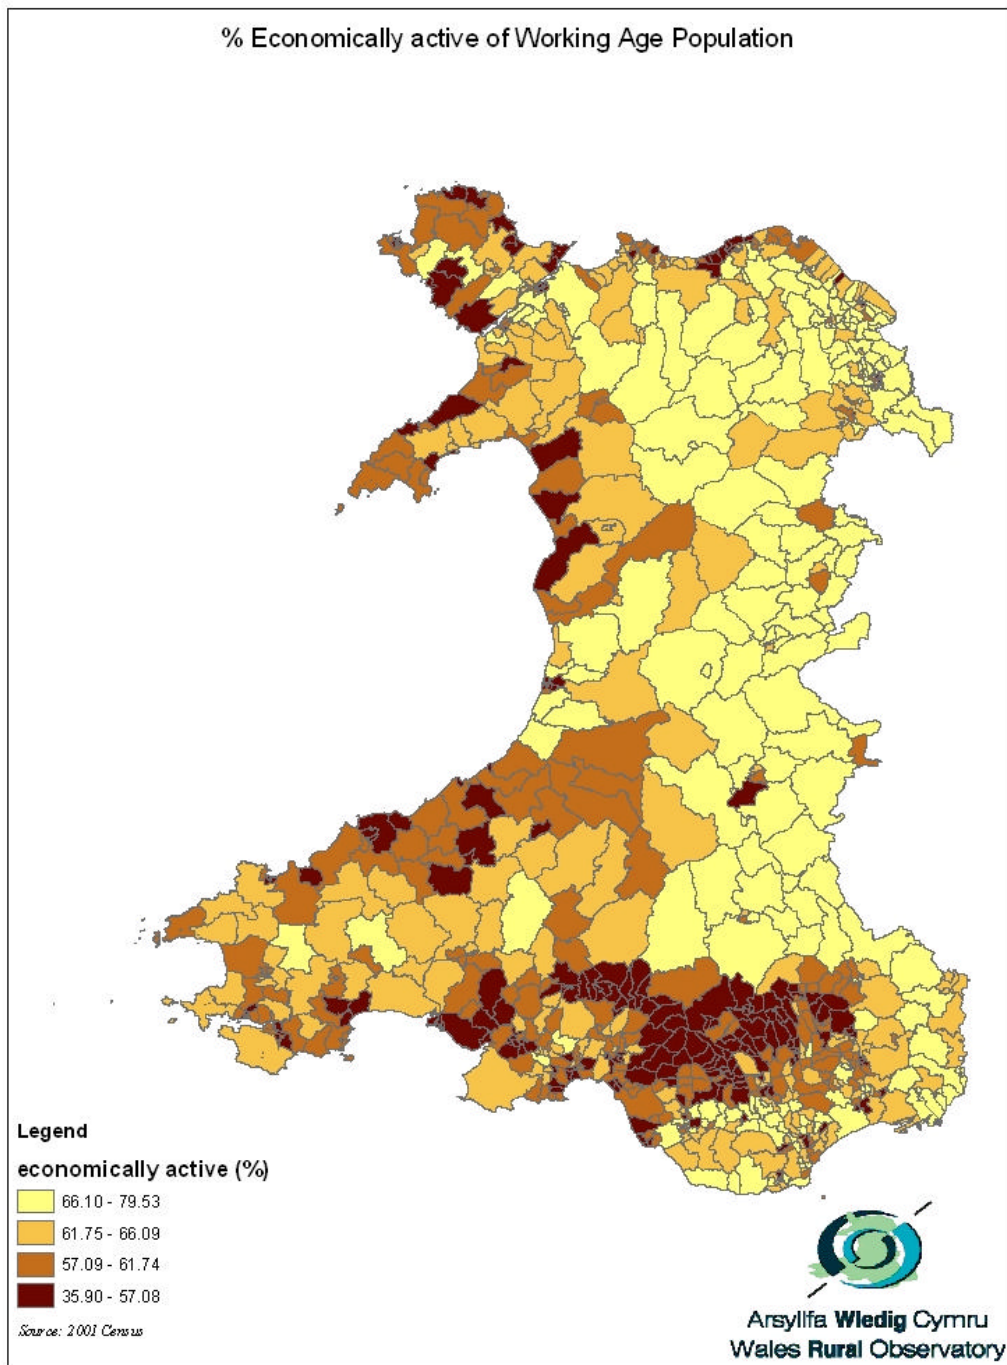 % Economically active of Working Age Population
Legend
economically active (%)
66.10 - 79.53
61.75 - 66.09
57.09 - 61.74
35.90 - 57.08
Source: 2001 Census
Arsyllfa Wledig Cymru
Wales Rural Observatory